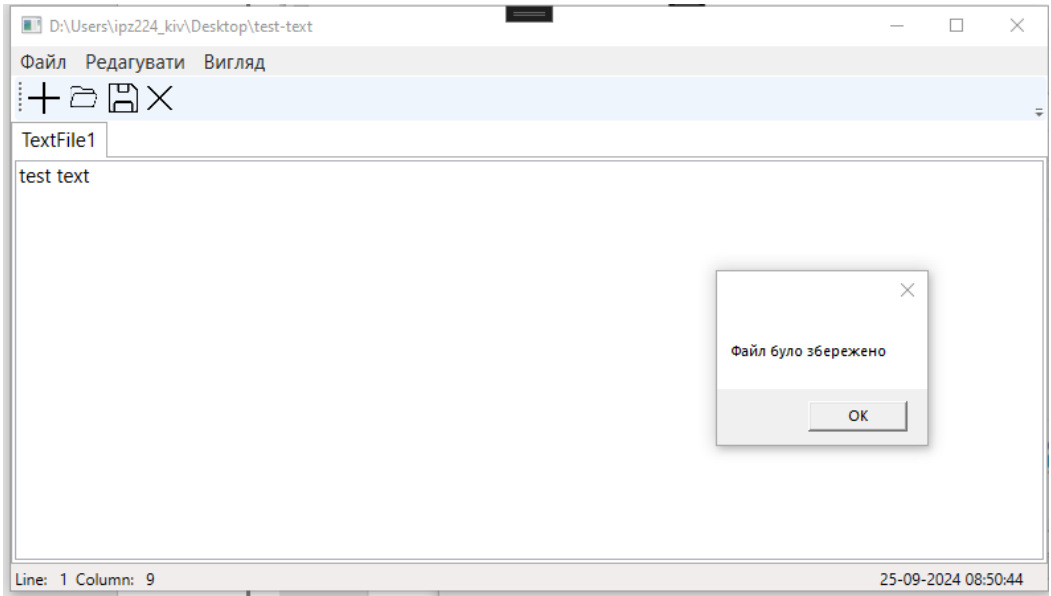 D:\Users\ipz224_kiv\Desktop\test-text
Файл Редагувати Вигляд
TextFile1
test text
Файл було збережено
OK
Line: 1 Column: 9
25-09-2024 08:50:44